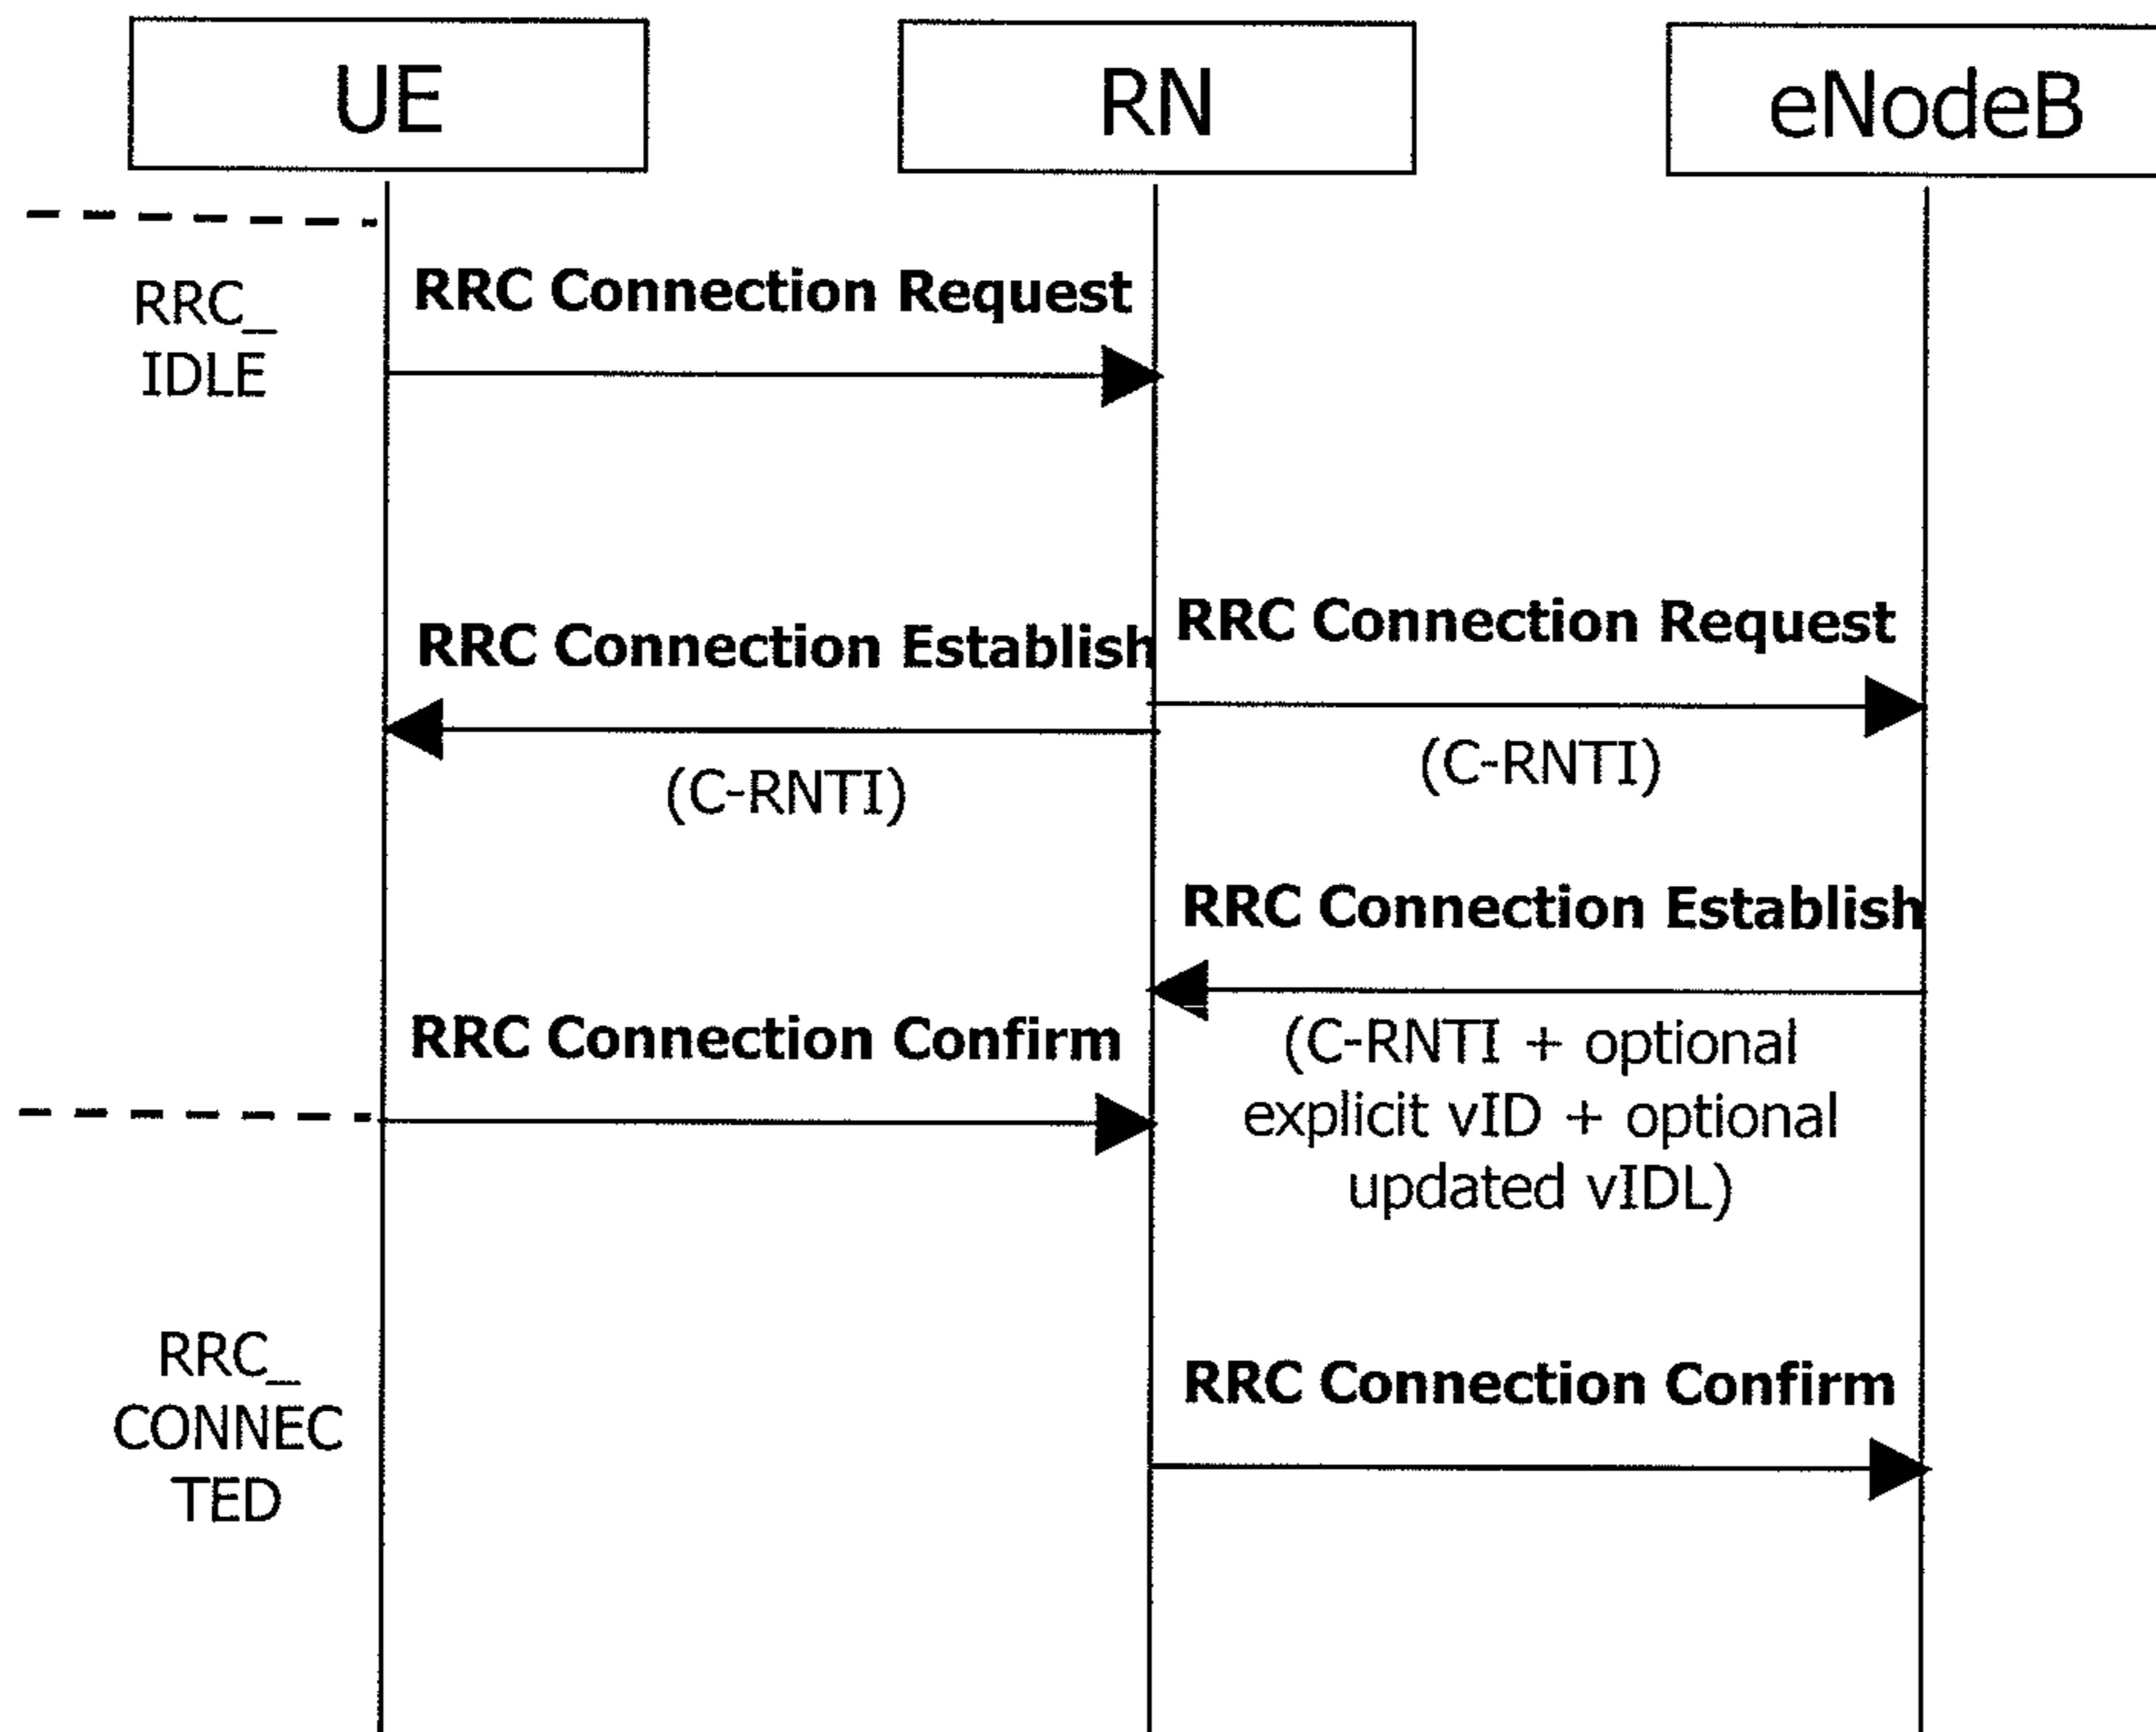 UE
RN
eNodeB
RRC_
IDLE
RRC Connection Request
RRC Connection Request
(C-RNTI)
RRC Connection Establish
(C-RNTI)
RRC Connection Establish
(C-RNTI + optional
explicit vID + optional
updated vIDL)
RRC Connection Confirm
RRC_
CONNEC
TED
RRC Connection Confirm